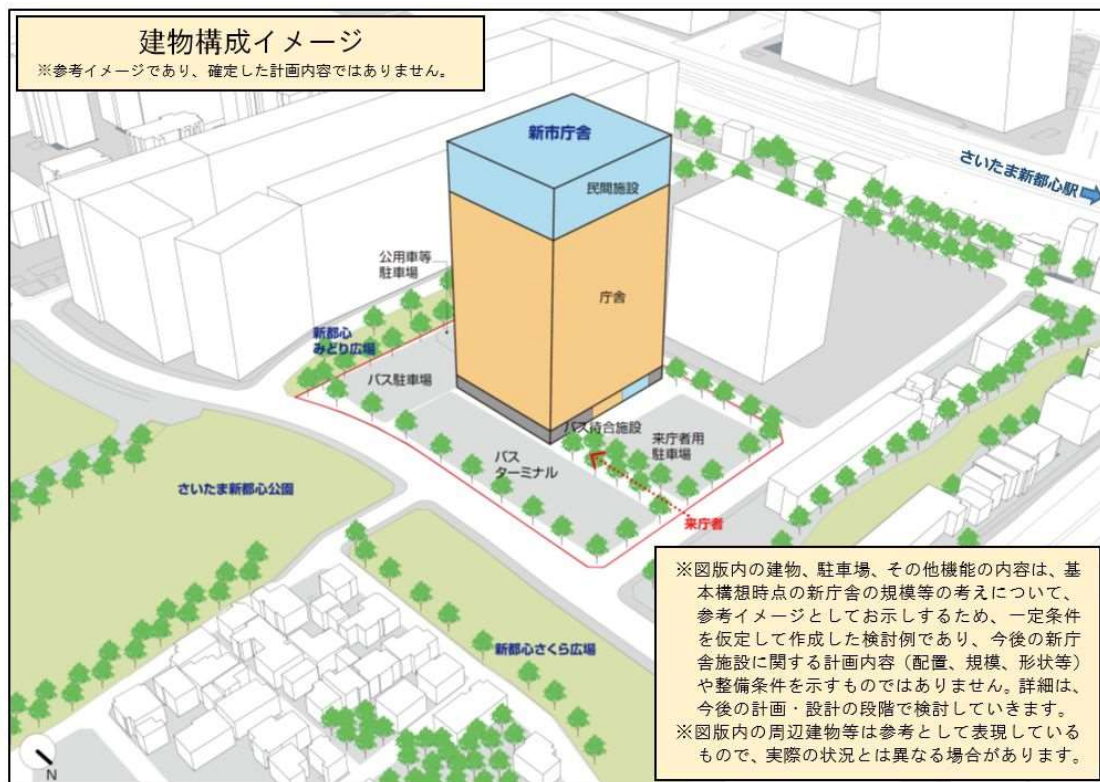 建物構成イメージ
※参考イメージであり、確定した計画内容ではありません。
新市庁舎
民間施設
さいたま新都心駅
公用車等
駐車場
庁舎
新都心
みどり広場
バス駐車場
バス待合施設
来庁者用
駐車場
バス
ターミナル
さいたま新都心公園
来庁者
新都心さくら広場
※図版内の建物、駐車場、その他機能の内容は、基
本構想時点の新庁舎の規模等の考えについて、
参考イメージとしてお示しするため、一定条件
を仮定して作成した検討例であり、今後の新庁
舎施設に関する計画内容（配置、規模、形状等）
や整備条件を示すものではありません。詳細は、
今後の計画・設計の段階で検討していきます。
※図版内の周辺建物等は参考として表現している
もので、実際の状況とは異なる場合があります。
N